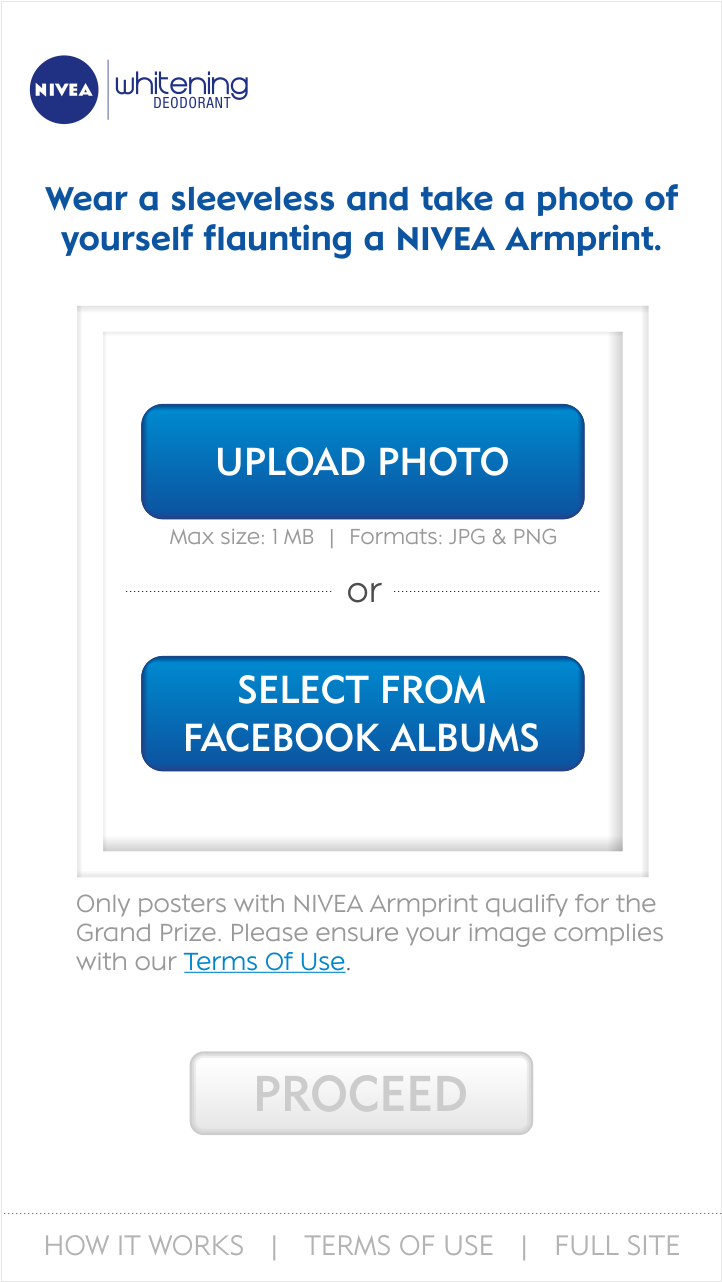 NIVEA
whitening
DEODORANT
Wear a sleeveless and take a photo of
yourself flaunting a NIVEA Armprint.
UPLOAD PHOTO
Max size: 1 MB | Formats: JPG & PNG
or
SELECT FROM
FACEBOOK ALBUMS
Only posters with NIVEA Armprint qualify for the
Grand Prize. Please ensure your image complies
with our Terms Of Use.
PROCEED
HOW IT WORKS | TERMS OF USE | FULL SITE